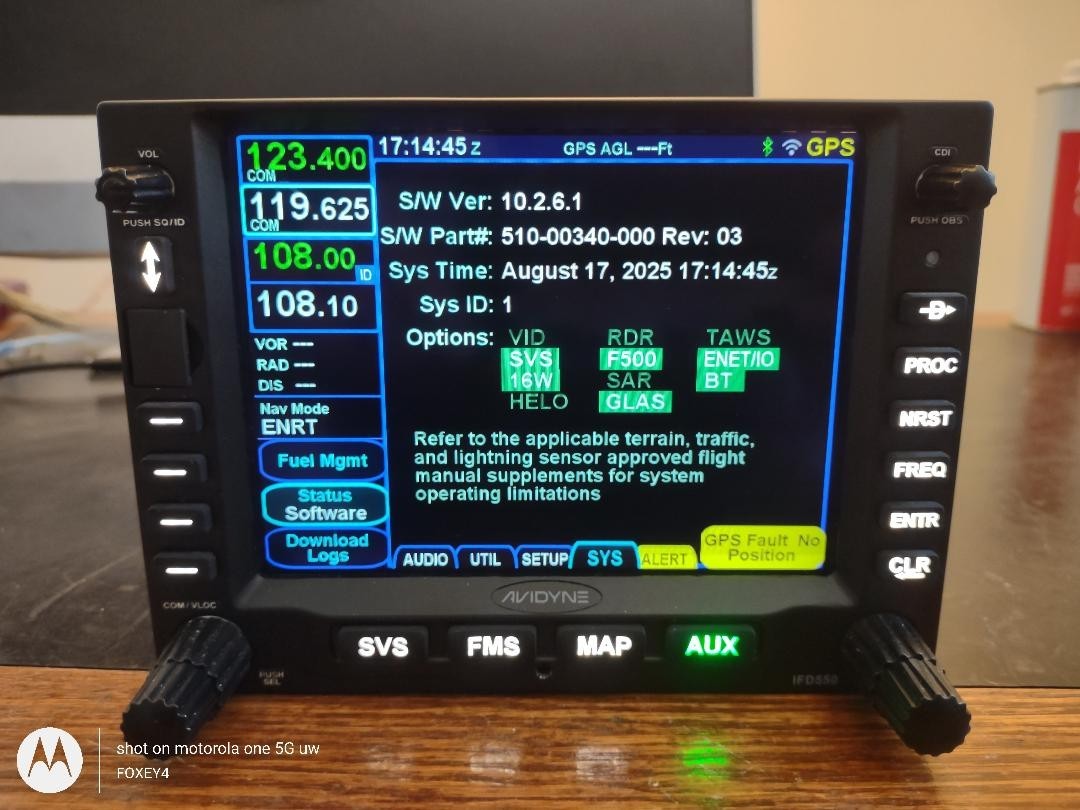 VOL
PUSH SQ/ID
123.400
COM
119.625
COM
108.00
ID
108.10
VOR ---
RAD ---
DIS ---
Nav Mode
ENRT
Fuel Mgmt
Status
Software
Download
Logs
17:14:45z
GPS AGL ---Ft
GPS
S/W Ver: 10.2.6.1
S/W Part#: 510-00340-000 Rev: 03
Sys Time: August 17, 2025 17:14:45z
Sys ID: 1
Options: VID RDR TAWS
SVS F500 ENET/IO
16W SAR BT
HELO GLAS
Refer to the applicable terrain, traffic,
and lightning sensor approved flight
manual supplements for system
operating limitations
AUDIO UTIL SETUP SYS ALERT
GPS Fault No
Position
CDI
PUSH OBS
D
PROC
NRST
FREQ
ENTR
CLR
AVIDYNE
COM / VLOC
PUSH
SEL
SVS FMS MAP AUX
IFD550
shot on motorola one 5G uw
FOXEY4